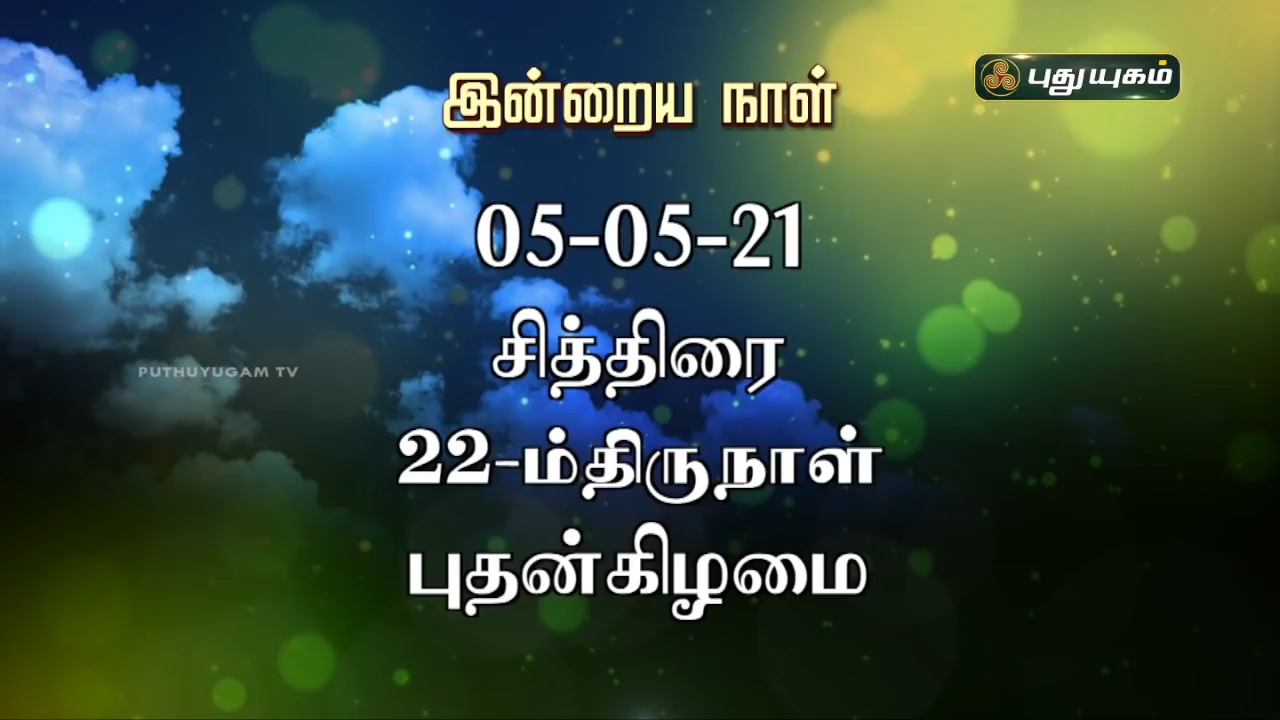 இன்றைய நாள்
புதுயுகம்
05-05-21
சித்திரை
PUTHUYUGAM TV
22-ம்திருநாள்
புதன்கிழமை